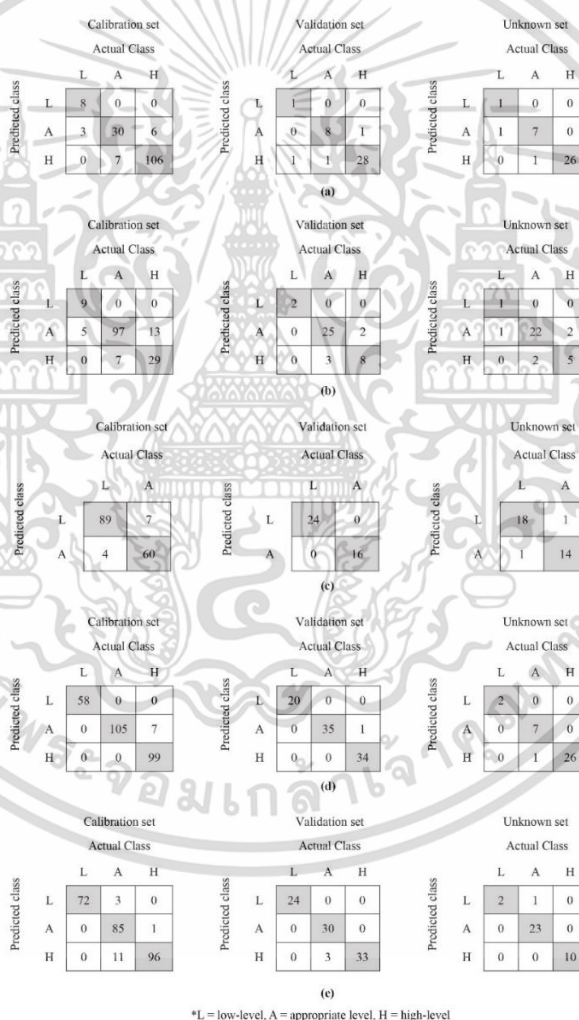 Calibration set Validation set Unknown set
Actual Class Actual Class Actual Class
L A H L A H L A H
Predicted class Predicted class Predicted class
L 8 0 0 L 1 0 0 L 1 0 0
A 3 30 6 A 0 8 1 A 1 7 0
H 0 7 106 H 1 1 28 H 0 1 26
(a)
Calibration set Validation set Unknown set
Actual Class Actual Class Actual Class
L A H L A H L A H
Predicted class Predicted class Predicted class
L 9 0 0 L 2 0 0 L 1 0 0
A 5 97 13 A 0 25 2 A 1 22 2
H 0 7 29 H 0 3 8 H 0 2 5
(b)
Calibration set Validation set Unknown set
Actual Class Actual Class Actual Class
L A L A L A
Predicted class Predicted class Predicted class
L 89 7 L 24 0 L 18 1
A 4 60 A 0 16 A 1 14
(c)
Calibration set Validation set Unknown set
Actual Class Actual Class Actual Class
L A H L A H L A H
Predicted class Predicted class Predicted class
L 58 0 0 L 20 0 0 L 2 0 0
A 0 105 7 A 0 35 1 A 0 7 0
H 0 0 99 H 0 0 34 H 0 1 26
(d)
Calibration set Validation set Unknown set
Actual Class Actual Class Actual Class
L A H L A H L A H
Predicted class Predicted class Predicted class
L 72 3 0 L 24 0 0 L 2 1 0
A 0 85 1 A 0 30 0 A 0 23 0
H 0 11 96 H 0 3 33 H 0 0 10
(e)
*L = low-level, A = appropriate level, H = high-level